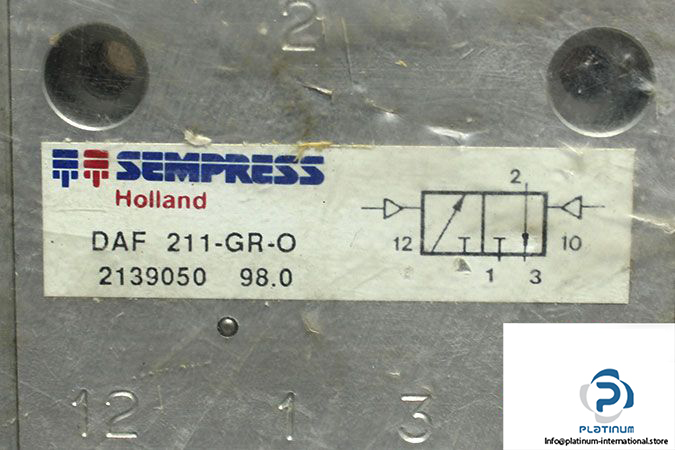 2
SEMPRESS
Holland
DAF 211-GR-O
2139050 98.0
2
12 10
1 3
12 1 3
PLATINUM
Info@platinum-international.store